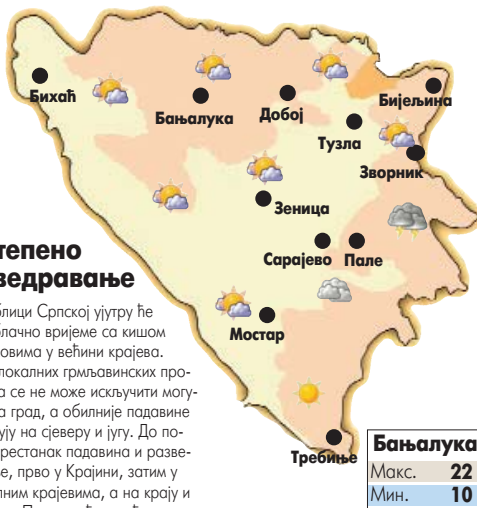 Бихаћ
Бањалука
Добој
Бијељина
Тузла
Зворник
Зеница
Сарајево Пале
Мостар
Требиње
тепено
ведравање
блици Српској ујутру ће
блачно вријеме са кишом
овима у већини крајева.
локалних грмљавинских про-
а се не може искључити могу-
а град, а обилније падавине
ују на сјеверу и југу. До по-
рестанак падавина и разве-
е, прво у Крајини, затим у
лним крајевима, а на крају и
Бањалука
Макс. 22
Мин. 10